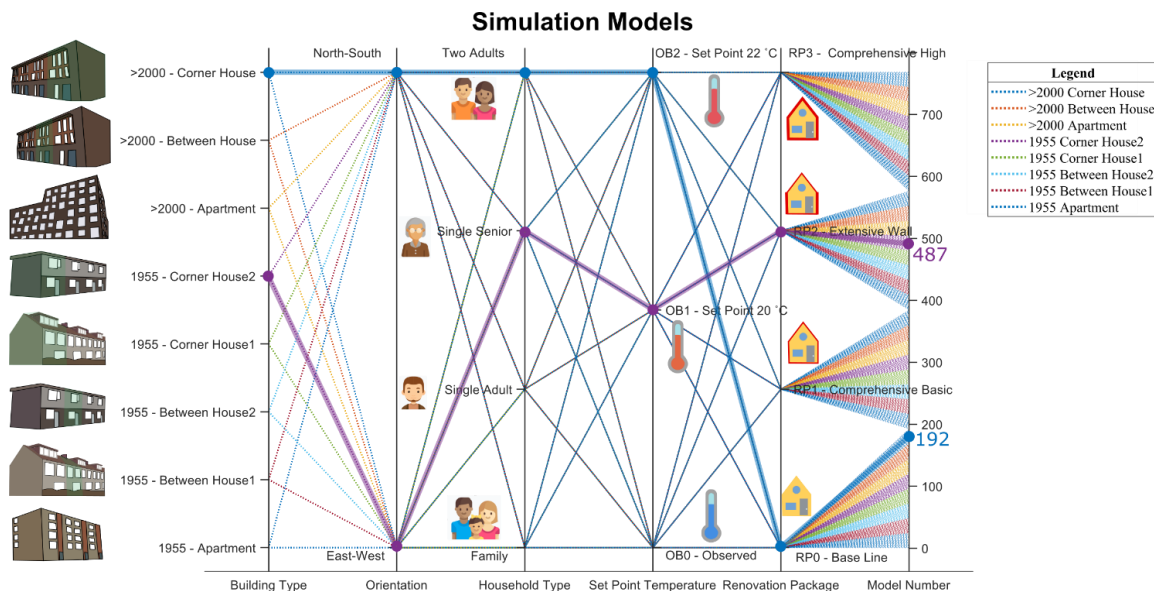 Simulation Models
North-South
Two Adults
OB2 - Set Point 22 ˚C
RP3 - Comprehensive High
>2000 - Corner House
>2000 - Between House
>2000 - Apartment
1955 - Corner House2
1955 - Corner House1
1955 - Between House2
1955 - Between House1
1955 - Apartment
Single Senior
Single Adult
East-West
Family
OB1 - Set Point 20 ˚C
OB0 - Observed
RP2 - Extensive Wall
RP1 - Comprehensive Basic
RP0 - Base Line
700
600
500
487
400
300
200
192
100
0
Building Type
Orientation
Household Type
Set Point Temperature
Renovation Package
Model Number
Legend
>2000 Corner House
>2000 Between House
>2000 Apartment
1955 Corner House2
1955 Corner House1
1955 Between House2
1955 Between House1
1955 Apartment